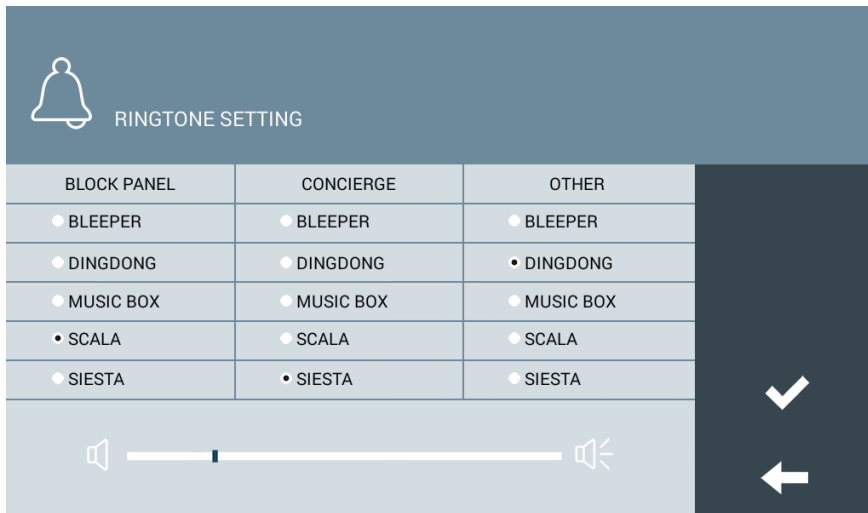 RINGTONE SETTING
BLOCK PANEL CONCIERGE OTHER
BLEEPER BLEEPER BLEEPER
DINGDONG DINGDONG DINGDONG
MUSIC BOX MUSIC BOX MUSIC BOX
SCALA SCALA SCALA
SIESTA SIESTA SIESTA